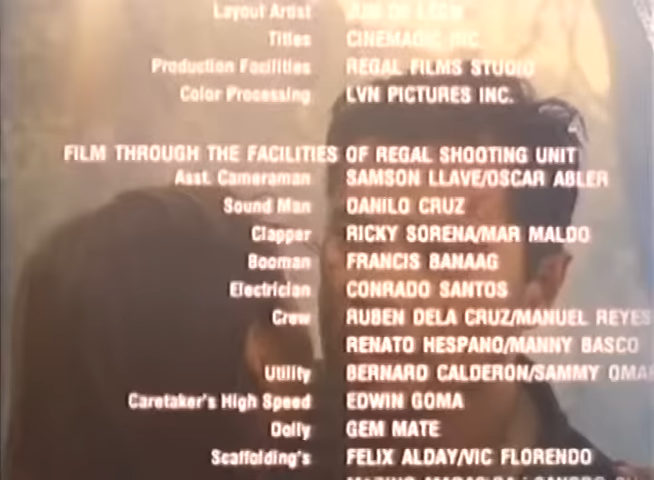 Layout Artist
Titles CINEMAGIC INC.
Production Facilities REGAL FILMS STUDIO
Color Processing LVN PICTURES INC.
FILM THROUGH THE FACILITIES OF REGAL SHOOTING UNIT
Asst. Cameraman SAMSON LLAVE/OSCAR ABLER
Sound Man DANILO CRUZ
Clapper RICKY SORENA/MAR MALDO
Booman FRANCIS BANAAG
Electrician CONRADO SANTOS
Crew RUBEN DELA CRUZ/MANUEL REYES
RENATO HESPANO/MANNY BASCO
Utility BERNARD CALDERON/SAMMY
Caretaker's High Speed EDWIN GOMA
Dolly GEM MATE
Scaffolding's FELIX ALDAY/VIC FLORENDO